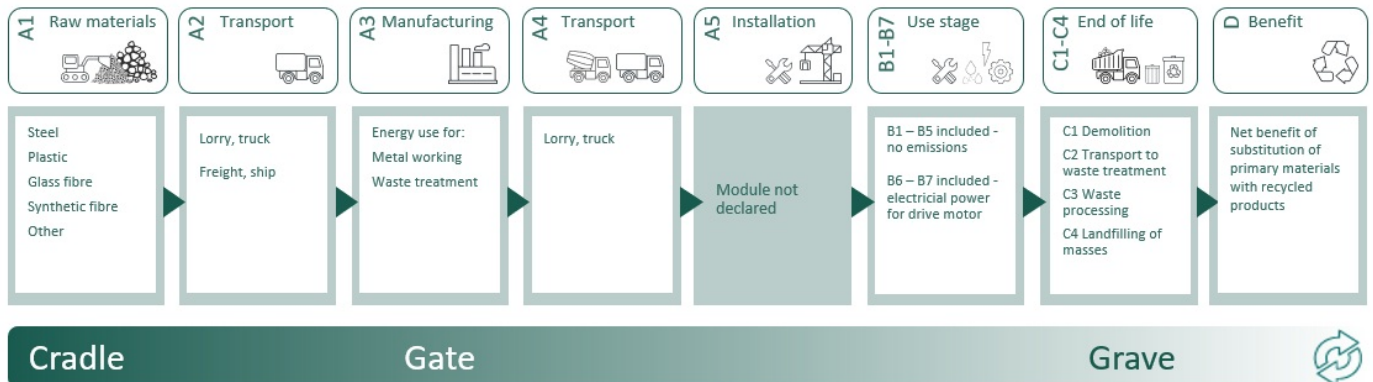 A1 Raw materials
A2 Transport
A3 Manufacturing
A4 Transport
A5 Installation
B1-B7 Use stage
C1-C4 End of life
D Benefit
Steel
Plastic
Glass fibre
Synthetic fibre
Other
Lorry, truck
Freight, ship
Energy use for:
Metal working
Waste treatment
Lorry, truck
Module not
declared
B1 – B5 included -
no emissions
B6 – B7 included -
electricial power
for drive motor
C1 Demolition
C2 Transport to
waste treatment
C3 Waste
processing
C4 Landfilling of
masses
Net benefit of
substitution of
primary materials
with recycled
products
Cradle
Gate
Grave